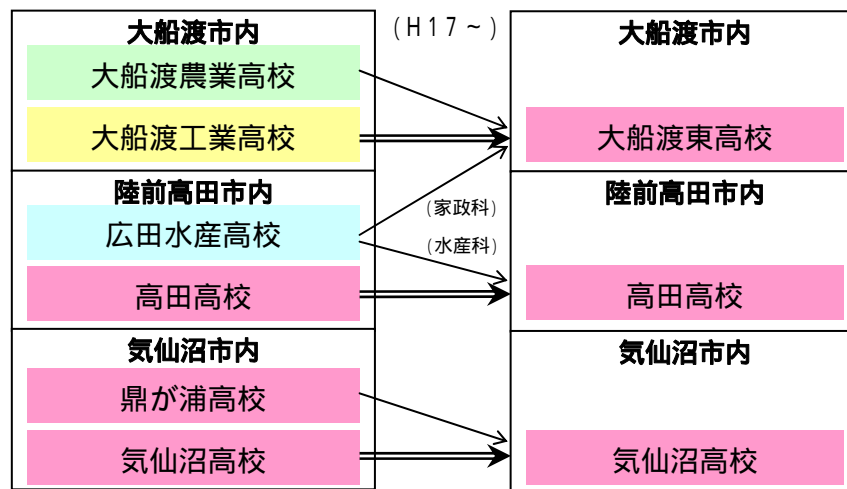 大船渡市内
大船渡農業高校
大船渡工業高校
陸前高田市内
広田水産高校
高田高校
気仙沼市内
鼎が浦高校
気仙沼高校
(H17~)
(家政科)
(水産科)
大船渡市内
大船渡東高校
陸前高田市内
高田高校
気仙沼市内
気仙沼高校